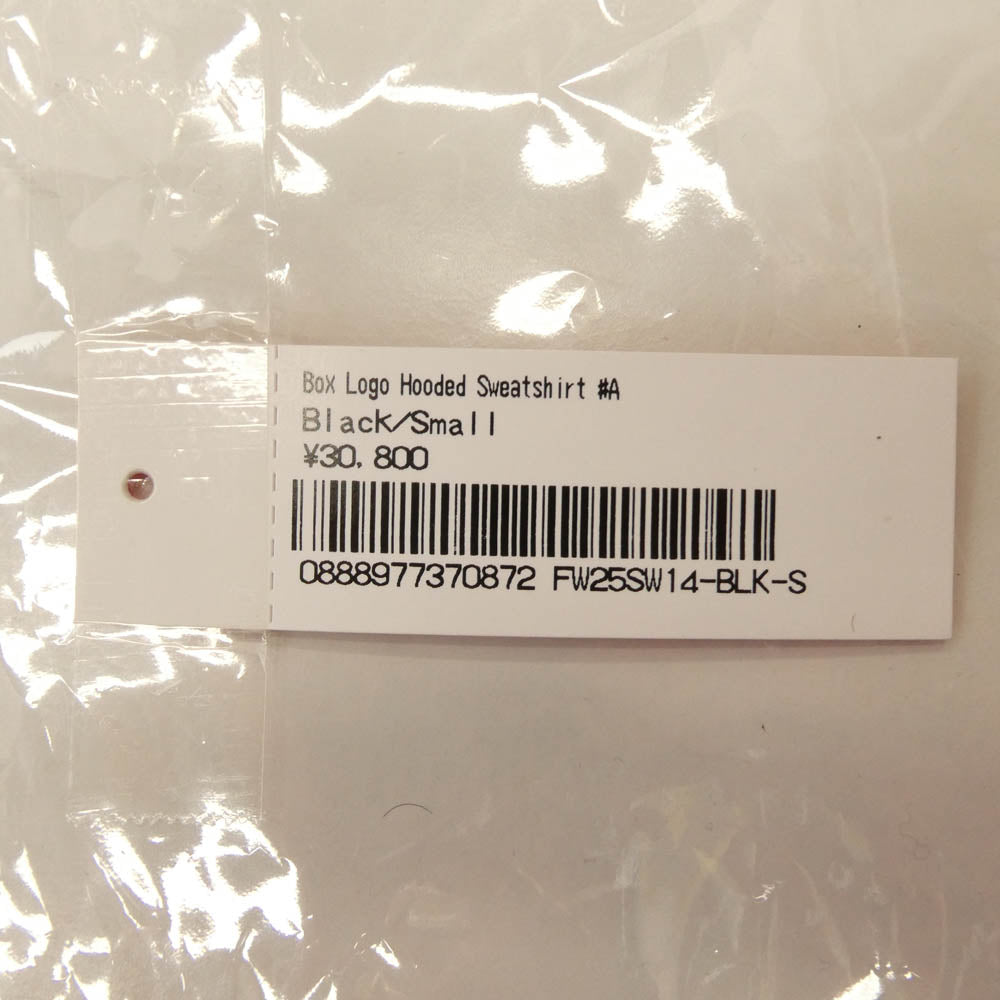 Box Logo Hooded Sweatshirt #A
Black/Small
¥30,800
0888977370872 FW25SW14-BLK-S